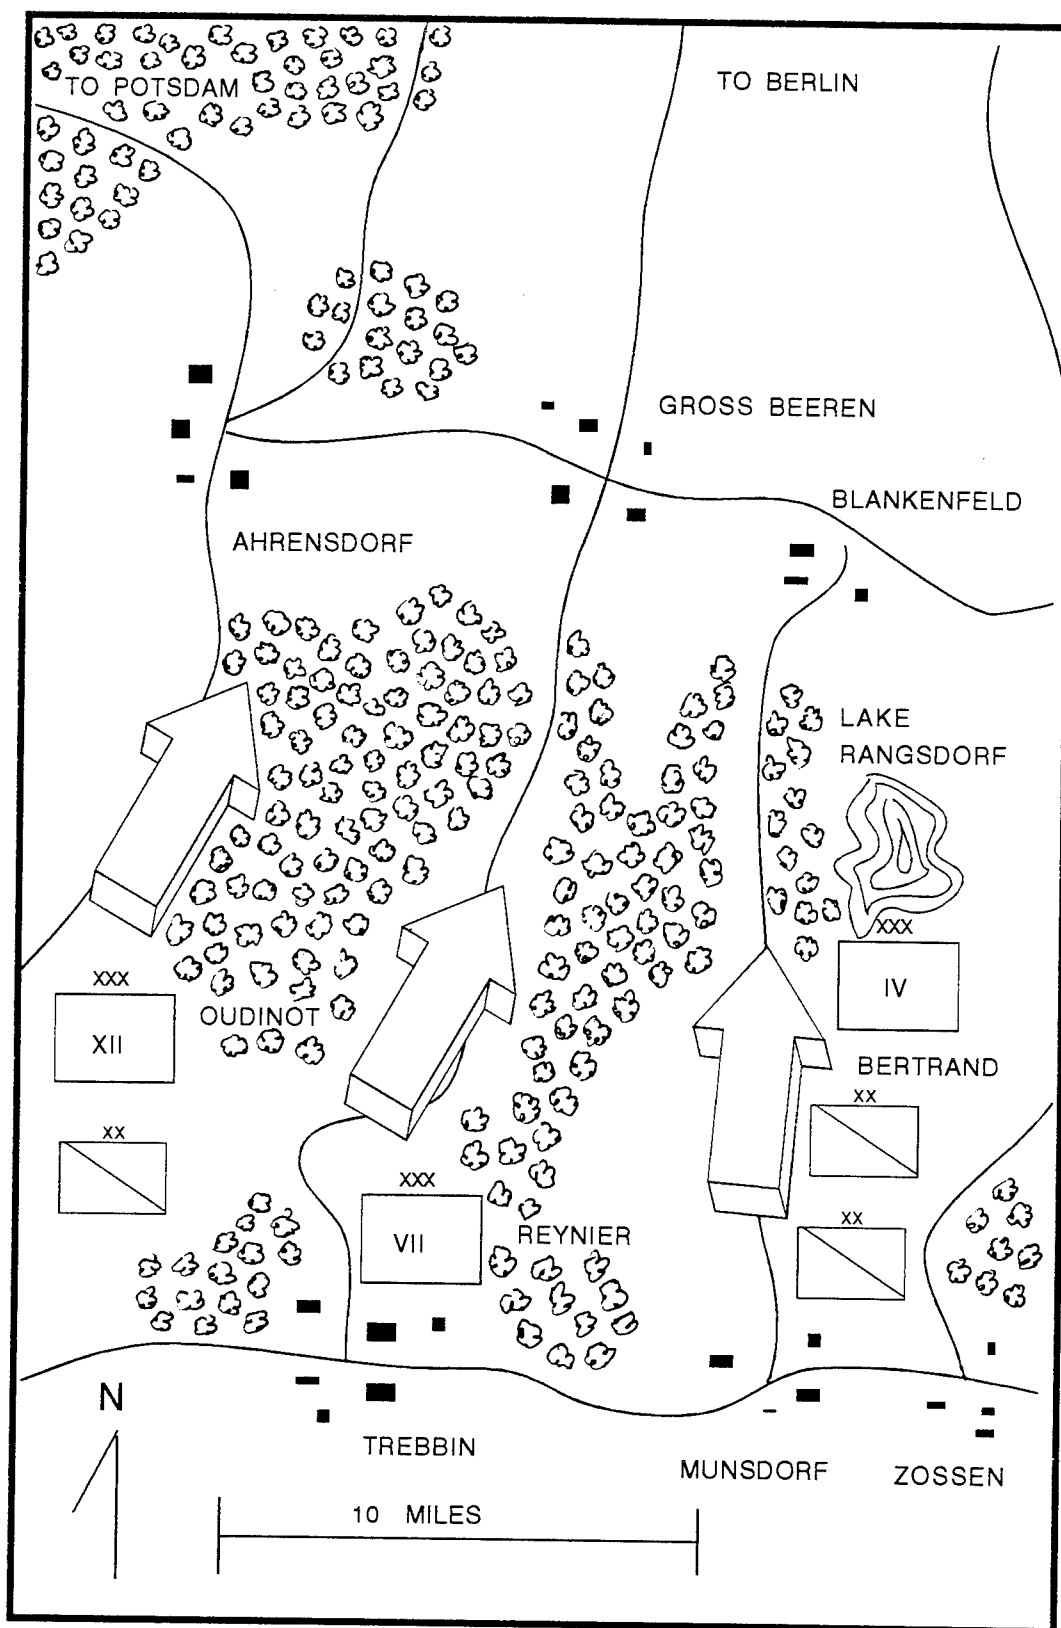 TO POTSDAM
TO BERLIN
GROSS BEEREN
BLANKENFELD
AHRENSDORF
LAKE
RANGSDORF
XXX
IV
XXX
XII
OUDINOT
BERTRAND
XX
XX
XXX
VII
REYNIER
XX
N
TREBBIN
MUNSDORF
ZOSSEN
10 MILES